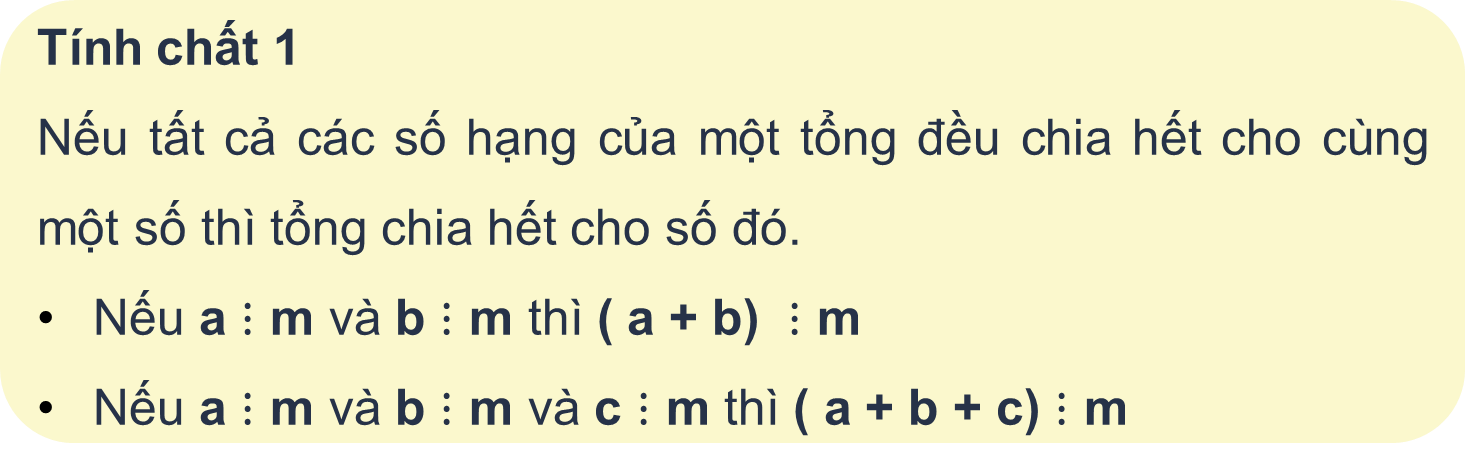 Tính chất 1
Nếu tất cả các số hạng của một tổng đều chia hết cho cùng
một số thì tổng chia hết cho số đó.
• Nếu a ⋮ m và b ⋮ m thì ( a + b) ⋮ m
• Nếu a ⋮ m và b ⋮ m và c ⋮ m thì ( a + b + c) ⋮ m